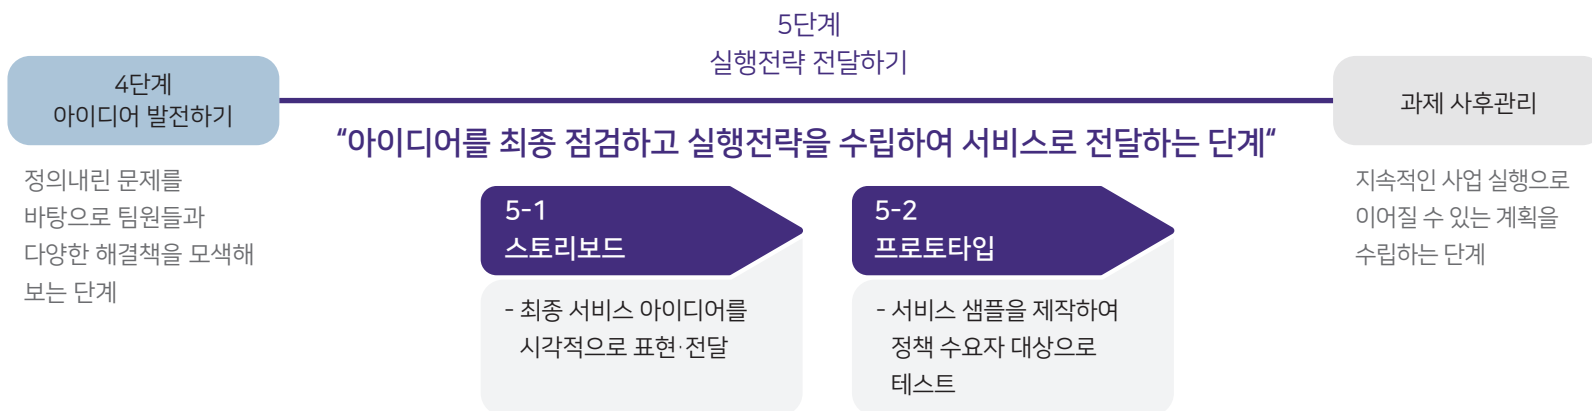 5단계
실행전략 전달하기
4단계
아이디어 발전하기
정의내린 문제를
바탕으로 팀원들과
다양한 해결책을 모색해
보는 단계
“아이디어를 최종 점검하고 실행전략을 수립하여 서비스로 전달하는 단계“
5-1
스토리보드
- 최종 서비스 아이디어를
시각적으로 표현·전달
5-2
프로토타입
- 서비스 샘플을 제작하여
정책 수요자 대상으로
테스트
과제 사후관리
지속적인 사업 실행으로
이어질 수 있는 계획을
수립하는 단계